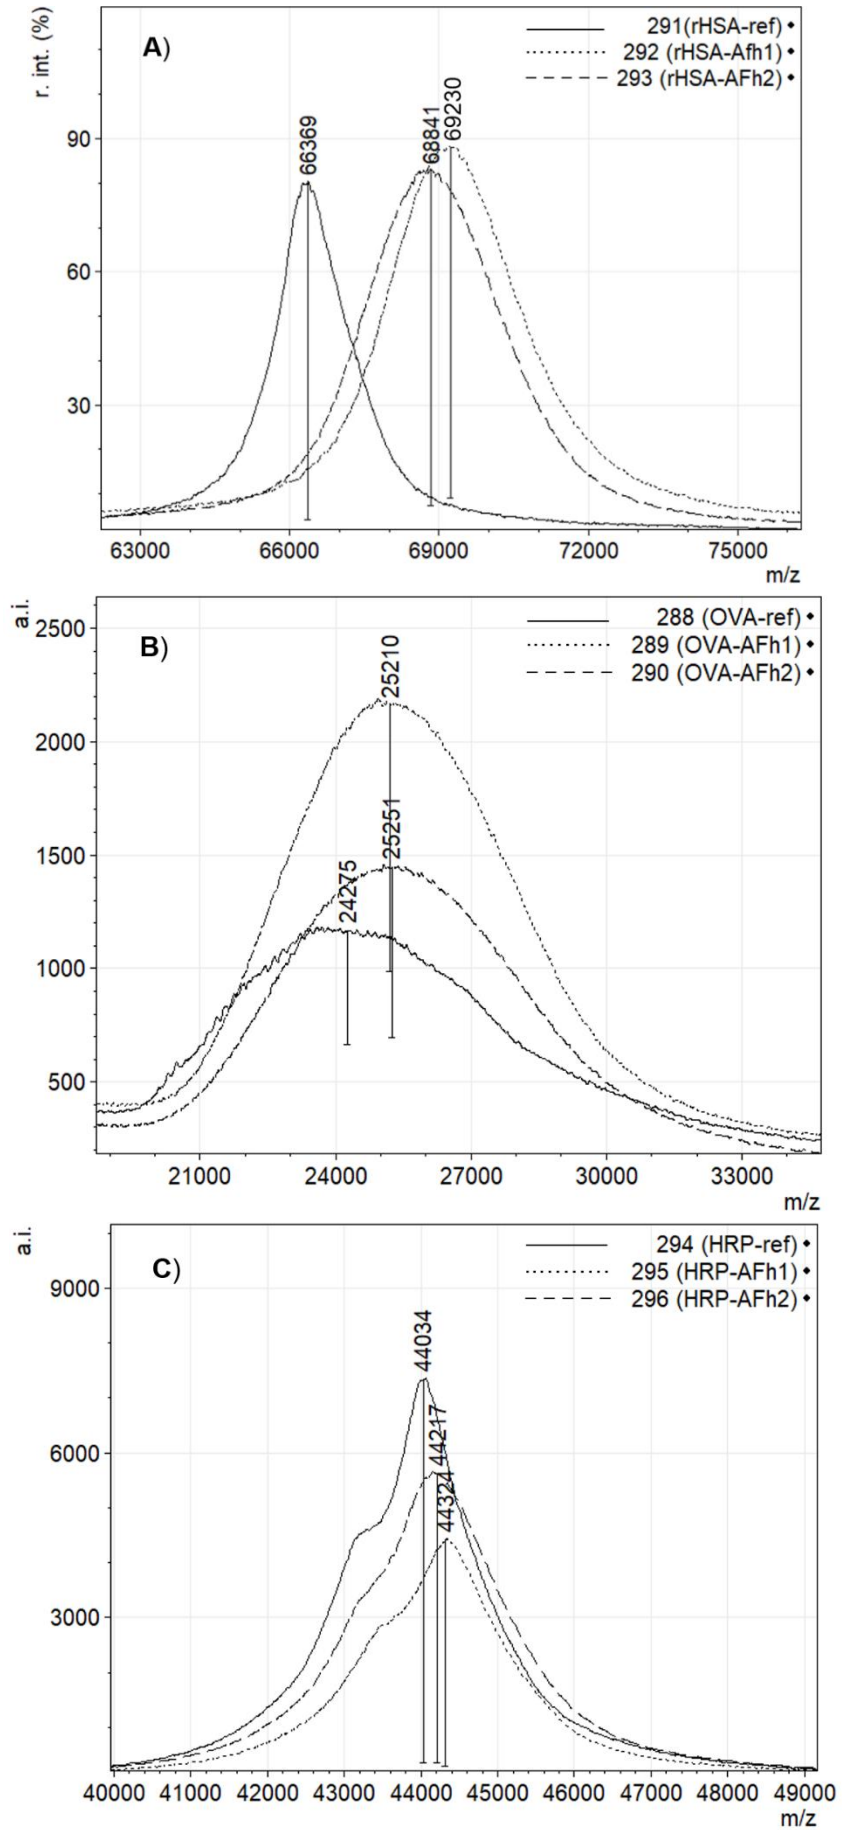 A)
r. int. (%)
291(rHSA-ref)
292 (rHSA-Afh1)
293 (rHSA-AFh2)
66369
68841
69230
90
60
30
63000 66000 69000 72000 75000
m/z
B)
a.i.
288 (OVA-ref)
289 (OVA-AFh1)
290 (OVA-AFh2)
25210
25251
24275
2500
2000
1500
1000
500
21000 24000 27000 30000 33000
m/z
C)
a.i.
294 (HRP-ref)
295 (HRP-AFh1)
296 (HRP-AFh2)
44034
44217
44324
9000
6000
3000
40000 41000 42000 43000 44000 45000 46000 47000 48000 49000
m/z